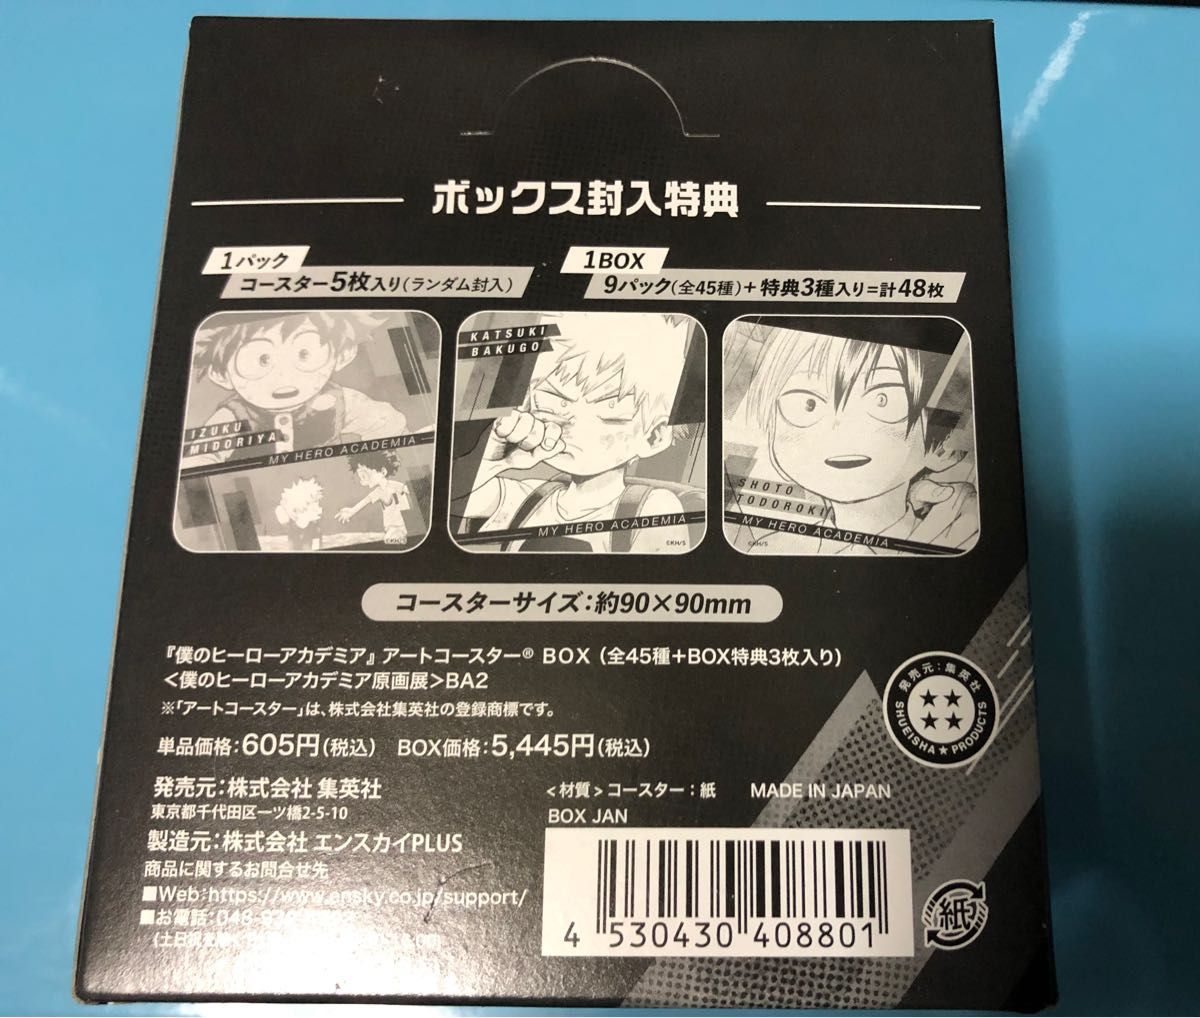 ボックス封入特典
1パック
コースター5枚入り(ランダム封入)
1BOX
9パック(全45種)+特典3種入り=計48枚
IZUKU
MIDORIYA
MY HERO ACADEMIA
©KH/S
KATSUKI
BAKUGO
MY HERO ACADEMIA
©KH/S
SHOTO
TODOROKI
MY HERO ACADEMIA
©KH/S
コースターサイズ:約90×90mm
『僕のヒーローアカデミア』アートコースター® BOX (全45種+BOX特典3枚入り)
<僕のヒーローアカデミア原画展>BA2
※「アートコースター」は、株式会社集英社の登録商標です。
単品価格:605円(税込) BOX価格:5,445円(税込)
発売元:株式会社 集英社
東京都千代田区一ツ橋2-5-10
製造元:株式会社 エンスカイPLUS
商品に関するお問合せ先
■Web:https://www.ensky.co.jp/support/
■お電話:048-
(土日祝を除く
発売元:集英社
SHUEISHA★PRODUCTS
<材質>コースター:紙 MADE IN JAPAN
BOX JAN
4 530430 408801
紙